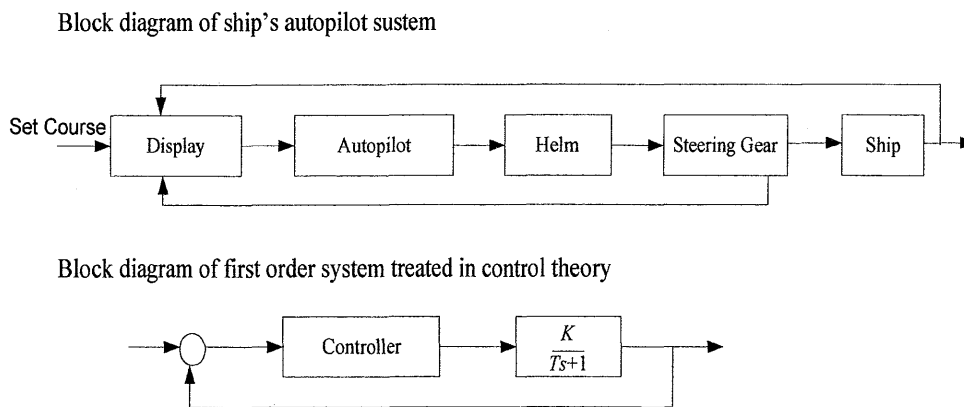 Block diagram of ship's autopilot sustem
Set Course
Display
Autopilot
Helm
Steering Gear
Ship
Block diagram of first order system treated in control theory
Controller
K
Ts+1